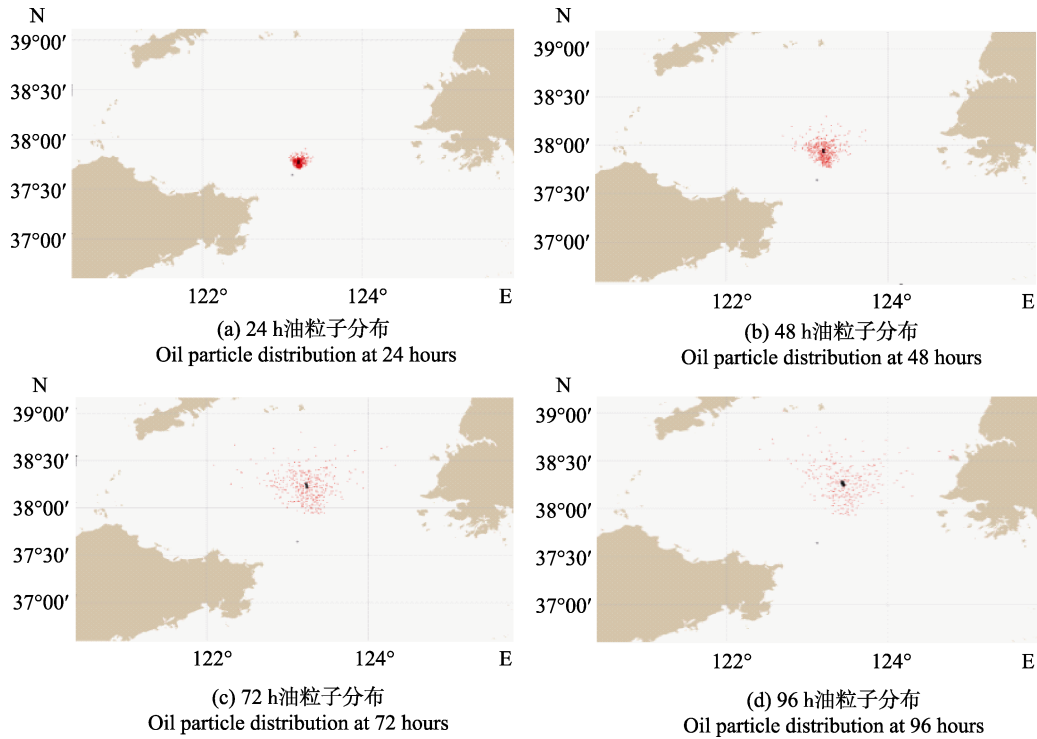 N
39°00′
38°30′
38°00′
37°30′
37°00′
122°
124°
E
(a) 24 h油粒子分布
Oil particle distribution at 24 hours
N
39°00′
38°30′
38°00′
37°30′
37°00′
122°
124°
E
(b) 48 h油粒子分布
Oil particle distribution at 48 hours
N
39°00′
38°30′
38°00′
37°30′
37°00′
122°
124°
E
(c) 72 h油粒子分布
Oil particle distribution at 72 hours
N
39°00′
38°30′
38°00′
37°30′
37°00′
122°
124°
E
(d) 96 h油粒子分布
Oil particle distribution at 96 hours